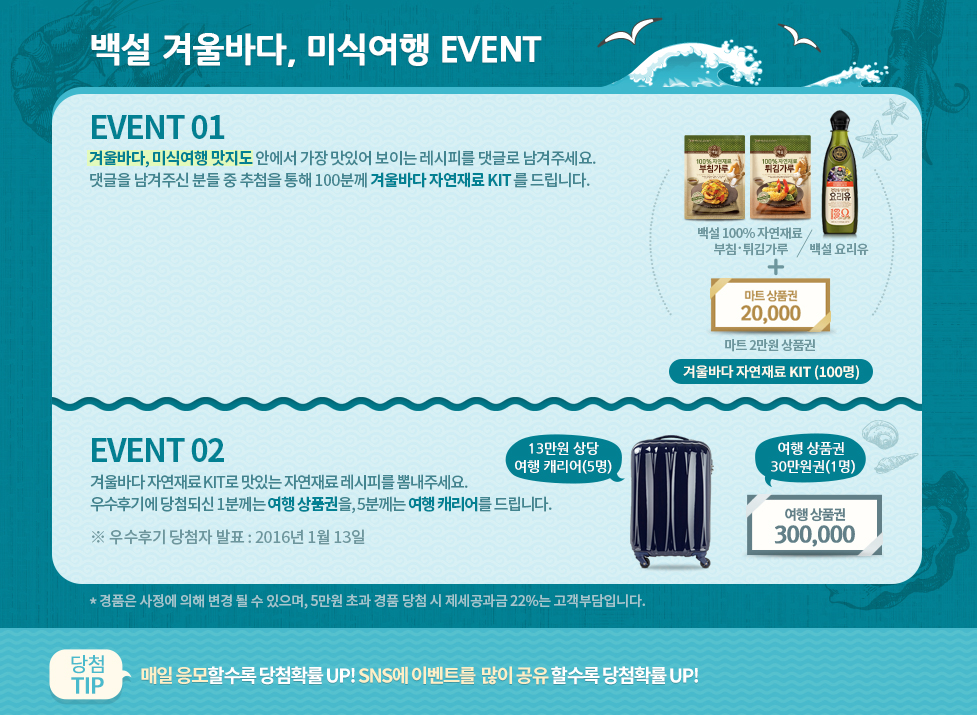 백설 겨울바다, 미식여행 EVENT
EVENT 01
겨울바다, 미식여행 맛지도 안에서 가장 맛있어 보이는 레시피를 댓글로 남겨주세요.
댓글을 남겨주신 분들 중 추첨을 통해 100분께 겨울바다 자연재료 KIT 를 드립니다.
100% 자연재료
부침가루
100% 자연재료
튀김가루
요리유
백설 100% 자연재료
부침·튀김가루 / 백설 요리유
+
마트 상품권
20,000
마트 2만원 상품권
겨울바다 자연재료 KIT (100명)
EVENT 02
겨울바다 자연재료 KIT로 맛있는 자연재료 레시피를 뽐내주세요.
우수후기에 당첨되신 1분께는 여행 상품권을, 5분께는 여행 캐리어를 드립니다.
※ 우수후기 당첨자 발표 : 2016년 1월 13일
13만원 상당
여행 캐리어(5명)
여행 상품권
30만원권(1명)
여행 상품권
300,000
* 경품은 사정에 의해 변경 될 수 있으며, 5만원 초과 경품 당첨 시 제세공과금 22%는 고객부담입니다.
당첨
TIP
매일 응모할수록 당첨확률 UP! SNS에 이벤트를 많이 공유 할수록 당첨확률 UP!